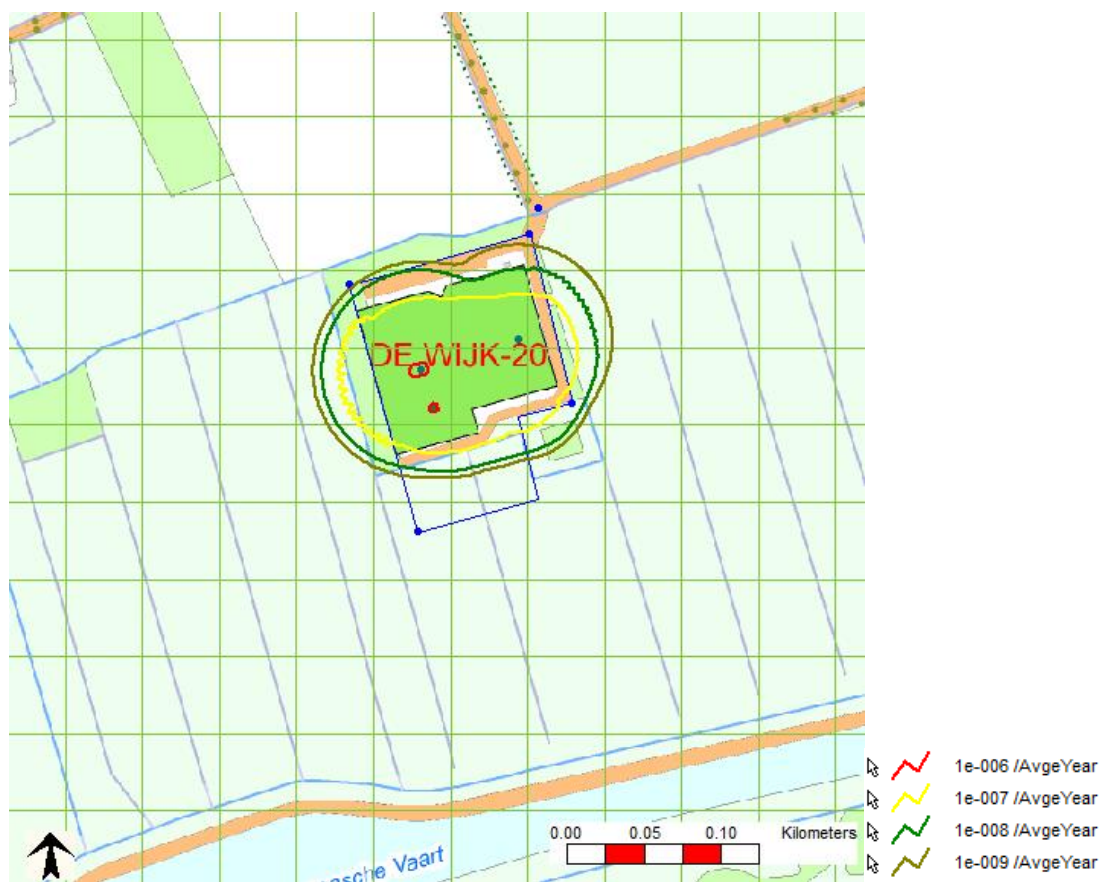 DE WIJK-20
0.00 0.05 0.10 Kilometers
sche Vaart
1e-006 /AvgeYear
1e-007 /AvgeYear
1e-008 /AvgeYear
1e-009 /AvgeYear